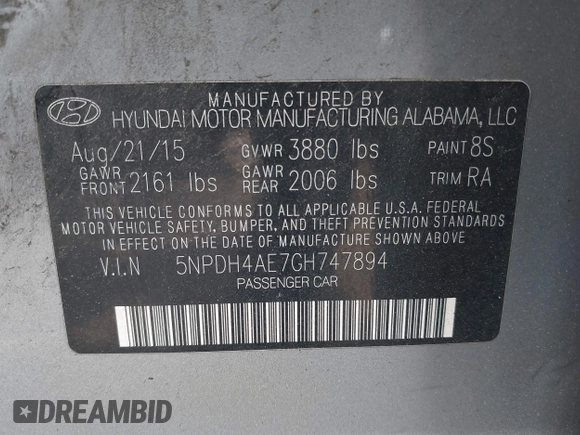 MANUFACTURED BY
HYUNDAI MOTOR MANUFACTURING ALABAMA, LLC
Aug/21/15 GVWR 3880 lbs PAINT 8S
GAWR FRONT 2161 lbs GAWR REAR 2006 lbs TRIM RA
THIS VEHICLE CONFORMS TO ALL APPLICABLE U.S.A. FEDERAL
MOTOR VEHICLE SAFETY, BUMPER, AND THEFT PREVENTION STANDARDS
IN EFFECT ON THE DATE OF MANUFACTURE SHOWN ABOVE
V.I.N 5NPDH4AE7GH747894
PASSENGER CAR
DREAMBID